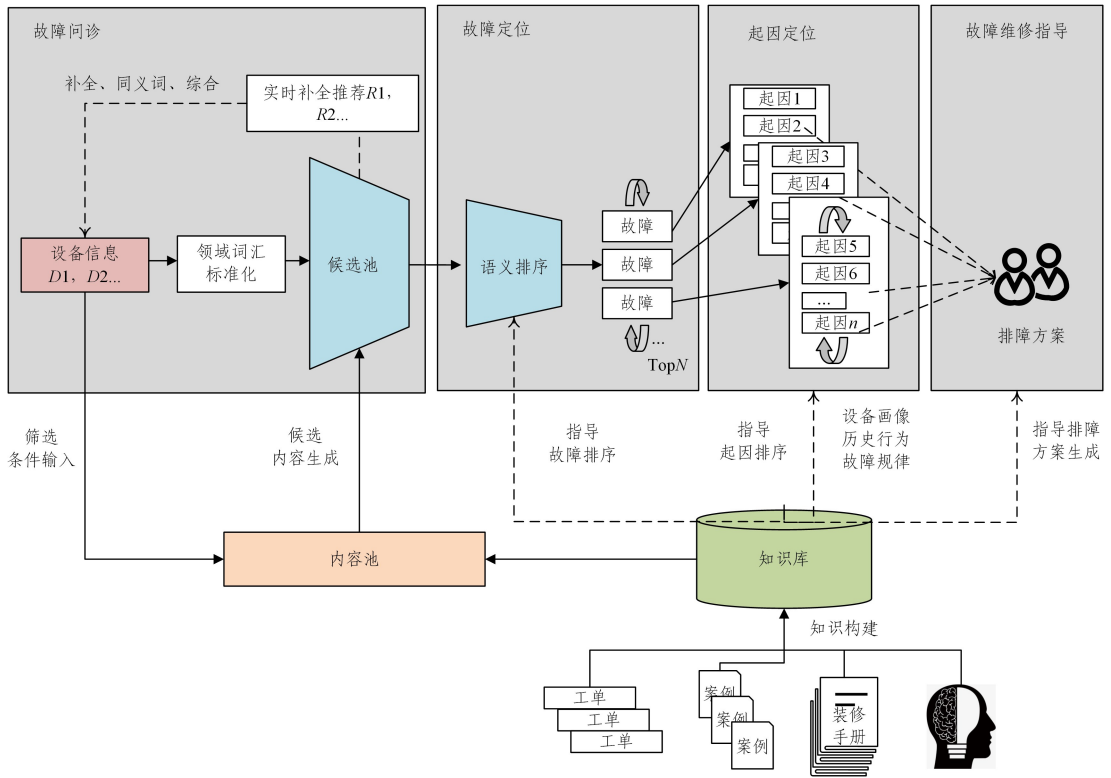 故障问诊
故障定位
起因定位
故障维修指导
补全、同义词、综合
实时补全推荐R1,
R2...
设备信息
D1, D2...
领域词汇
标准化
候选池
语义排序
故障
故障
故障
...
TopN
起因1
起因2
起因3
起因4
起因5
起因6
...
起因n
排障方案
筛选
条件输入
候选
内容生成
指导
故障排序
指导
起因排序
设备画像
历史行为
故障规律
指导排障
方案生成
内容池
知识库
知识构建
工单
工单
工单
案例
案例
案例
装修
手册